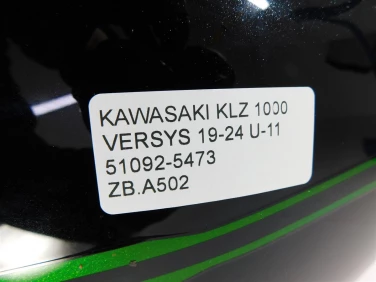 KAWASAKI KLZ 1000
VERSYS 19-24 U-11
51092-5473
ZB.A502